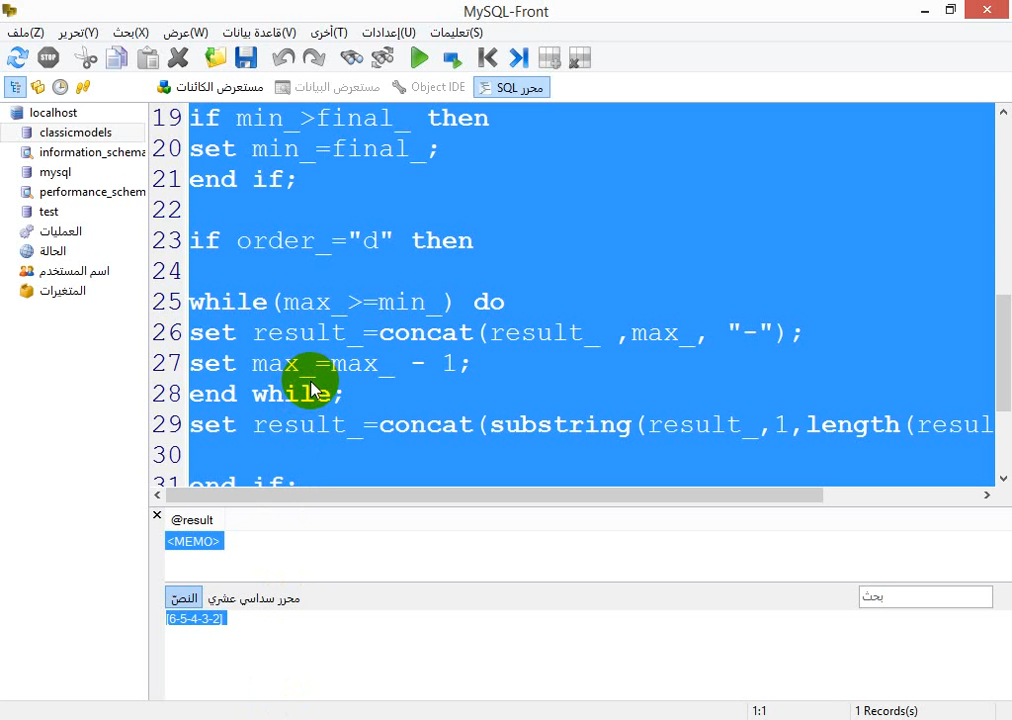 MySQL-Front
ملف(Z) تحرير(Y) بحث(X) عرض(W) قاعدة بيانات(V) أخرى(T) إعدادات(U) تعليمات(S)
STOP
مستعرض الكائنات مستعرض البيانات Object IDE محرر SQL
localhost
classicmodels
information_schema
mysql
performance_schem
test
العمليات
الحالة
اسم المستخدم
المتغيرات
19 if min_>final_ then
20 set min_=final_;
21 end if;
22
23 if order_="d" then
24
25 while(max_>=min_) do
26 set result_=concat(result_ ,max_, "-");
27 set max_=max_ - 1;
28 end while;
29 set result_=concat(substring(result_,1,length(resul
30
31 end if;
@result
<MEMO>
النصّ محرر سداسي عشري بحث
[6-5-4-3-2]
1:1 1 Records(s)